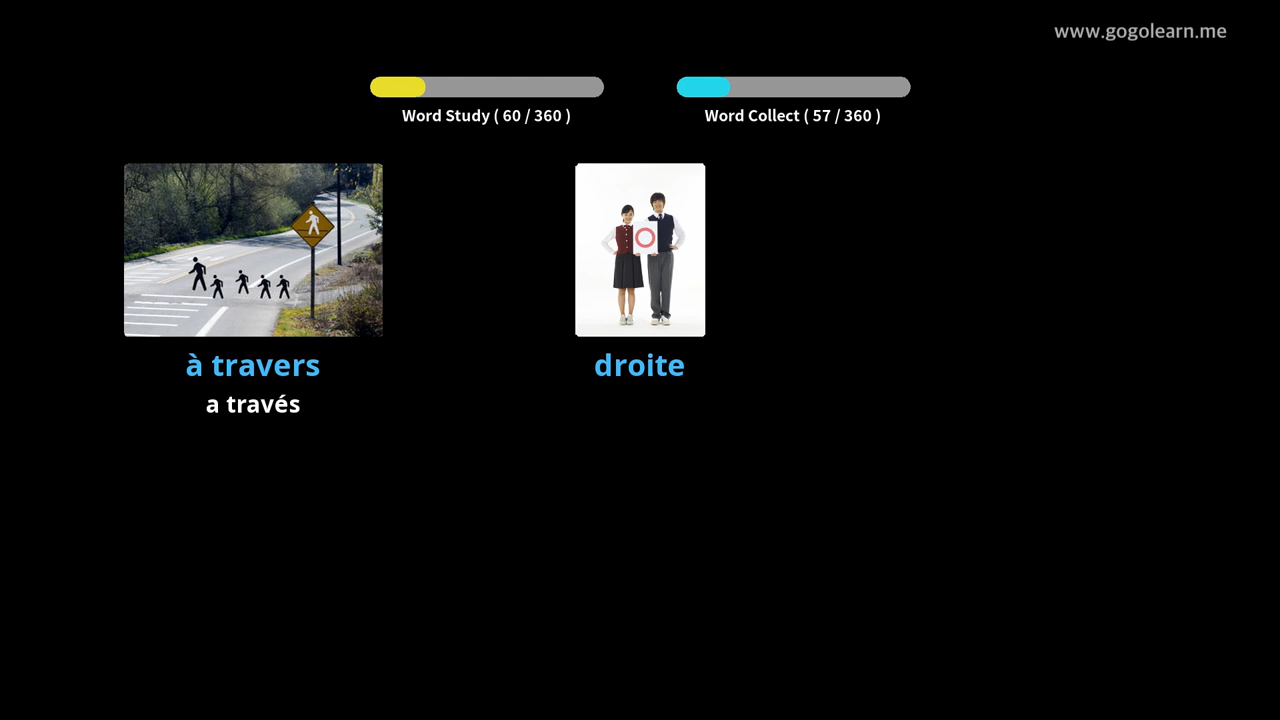 www.gogolearn.me
Word Study ( 60 / 360 )
Word Collect ( 57 / 360 )
à travers
a través
droite